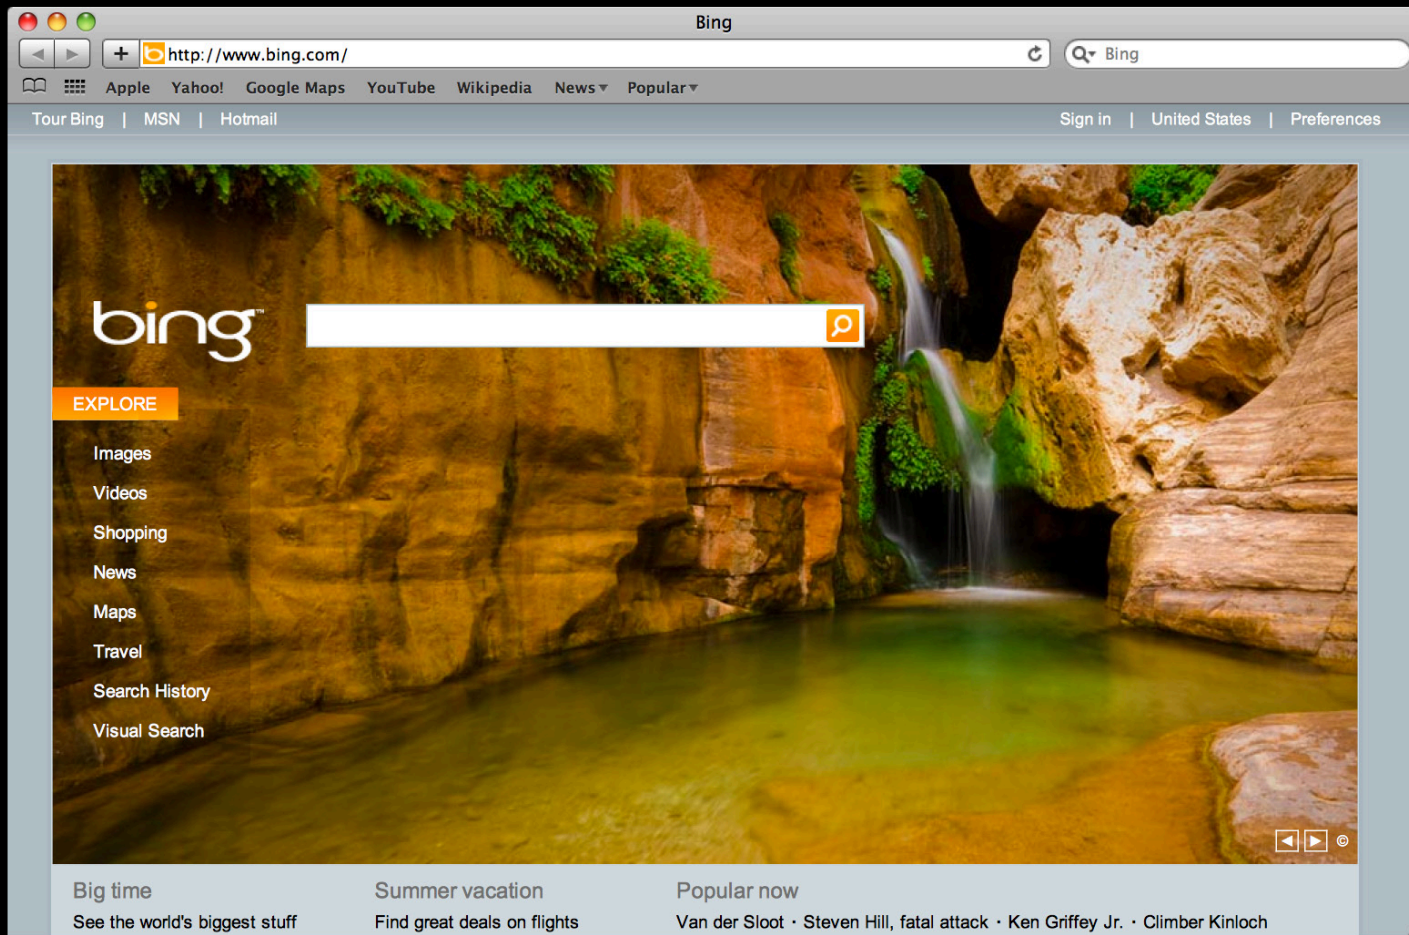 Bing
http://www.bing.com/ Bing
Apple Yahoo! Google Maps YouTube Wikipedia News Popular
Tour Bing | MSN | Hotmail Sign in | United States | Preferences
bing™
EXPLORE
Images
Videos
Shopping
News
Maps
Travel
Search History
Visual Search
©
Big time Summer vacation Popular now
See the world's biggest stuff Find great deals on flights Van der Sloot · Steven Hill, fatal attack · Ken Griffey Jr. · Climber Kinloch